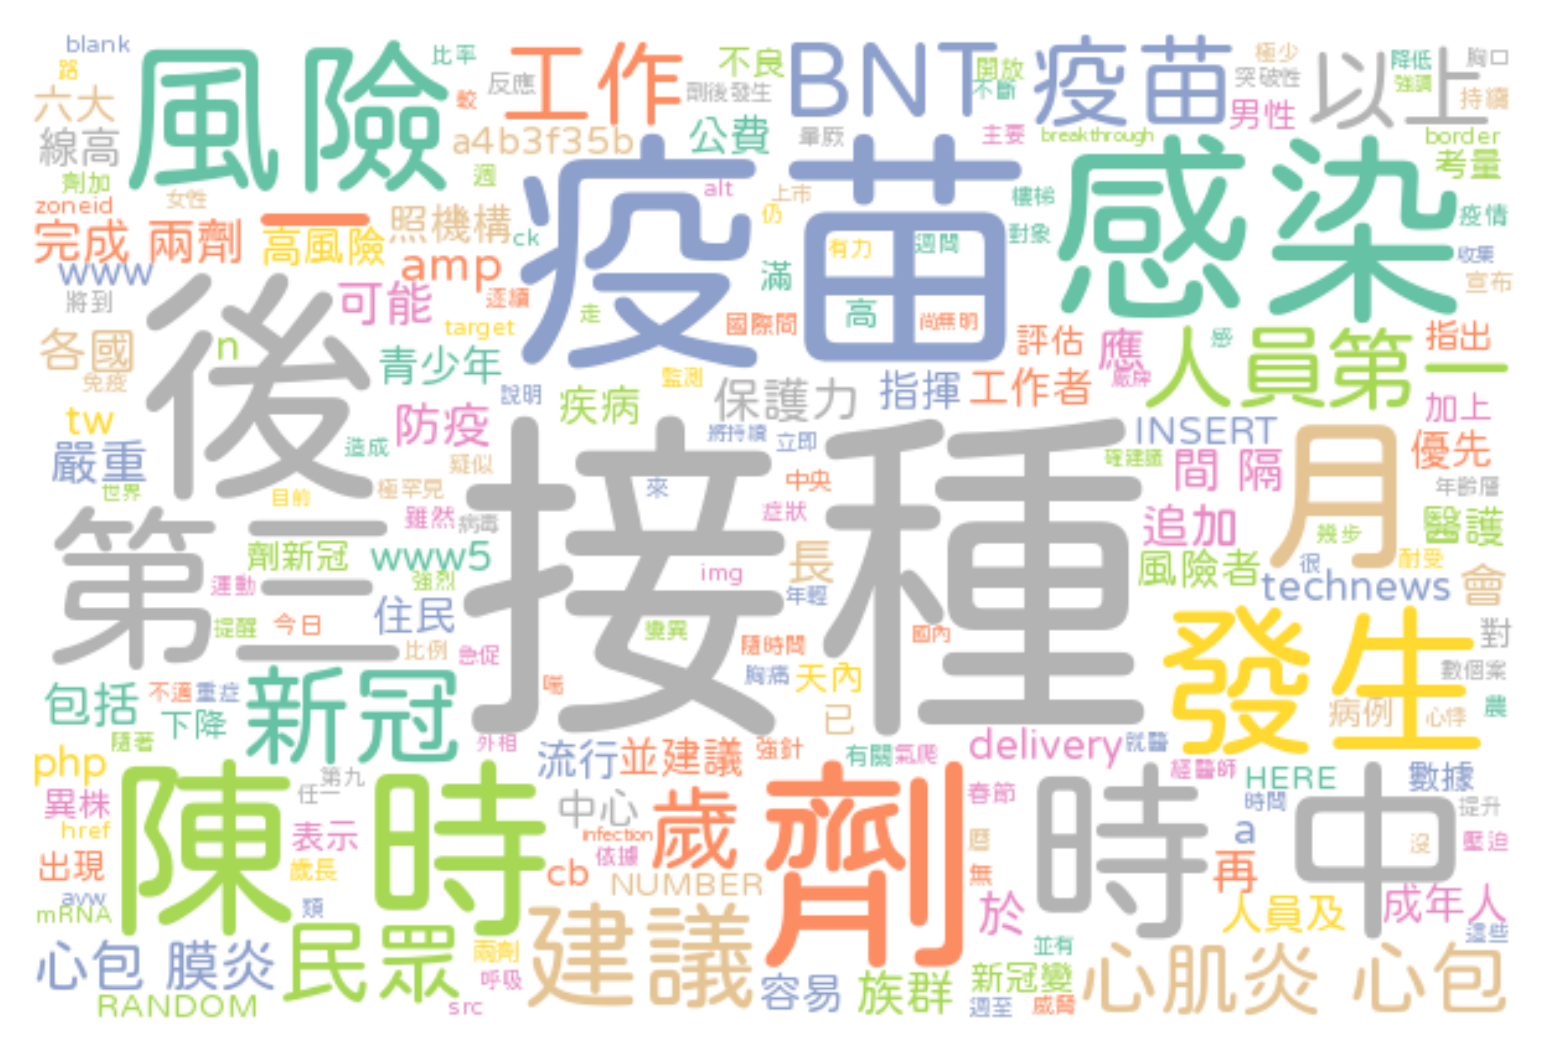 blank
路
六大
線高
劑加
zoneid
風險
比率
較
反應
工作
不良
劑後發生
a4b3f35b
公費
BNT
開放
不斷
暈厥
疫苗
極少
突破性
男性
以上
降低
強調
胸口
持續
主要
breakthrough
border
考量
女性
週
alt
上市
仍
樓梯
對象
疫情
收集
宣布
完成 兩劑
一
高風險
照機構
ck
疫苗
有力
週間
感染
www
amp
將到
可能
逐續
滿
高
尚無明
國際間
target
走
各國
免疫
n
後
青少年
說明
疾病
監測
保護力
指揮
工作者
評估
應
廠牌
感
人員第一
指出
加上
tw
嚴重
世界
防疫
造成
疑似
目前
極罕見
將持續
立即
INSERT
間 隔
月
優先
年齡層
接種
來
中央
症狀
第三
雖然
病毒
劑新冠
www5
運動
強烈
img
長
年輕
追加
風險者
幾步
醫護
很
耐受
technews
會
提醒
今日
住民
比例
急促
變異
隨時間
國內
發生
對
數個案
包括
不適
重症
下降
隨著
新冠
喘
胸痛
天內
已
病例
心悸
農
php
外相
流行
並建議
強針
有關
氣爬
delivery
就醫
經醫師
HERE
時間
數據
提升
異株
href
第九
任一
陳時
表示
中心
infection
依據
歲
劑
春節
無
時中
a
再
沒
壓迫
出現
avw
mRNA
歲長
類
cb
NUMBER
於
人員及
成年人
這些
心包 膜炎
民眾
兩劑
呼吸
建議
並有
容易
族群
新冠變
週至
威脅
心肌炎 心包
RANDOM
src